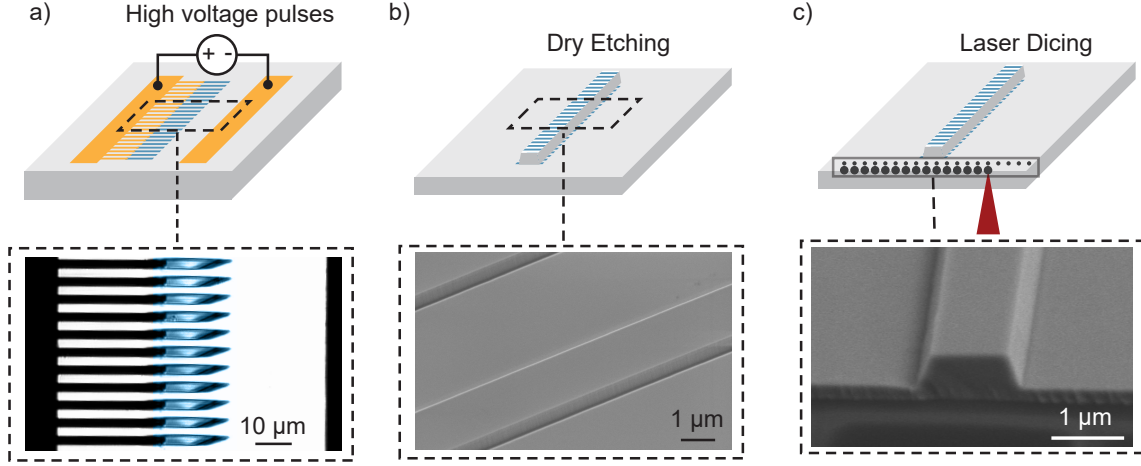 a)
High voltage pulses
+ -
10 μm
b)
Dry Etching
1 μm
c)
Laser Dicing
1 μm